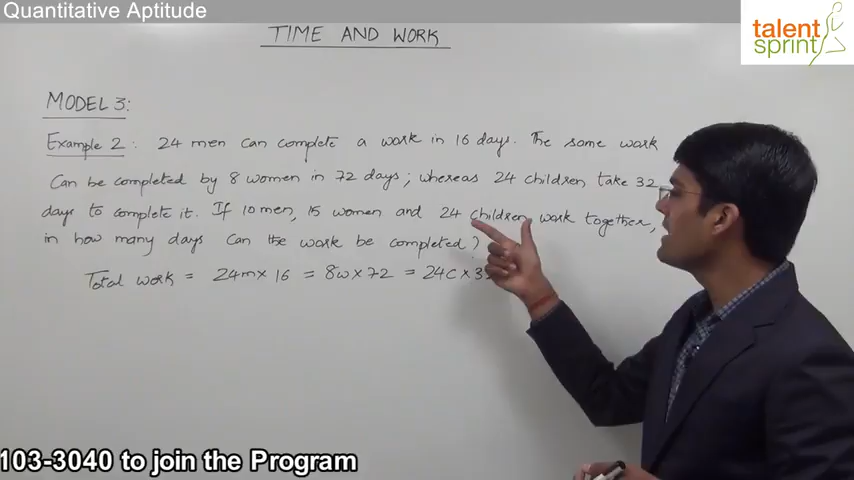 Quantitative Aptitude
talent
sprint
TIME AND WORK
MODEL 3:
Example 2 : 24 men can complete a work in 16 days. The same work
Can be completed by 8 women in 72 days; whereas 24 children take 32
days to complete it. If 10 men, 15 women and 24 children work together,
in how many days Can the work be completed?
Total work = 24m x 16 = 8w x 72 = 24c x 3
103-3040 to join the Program